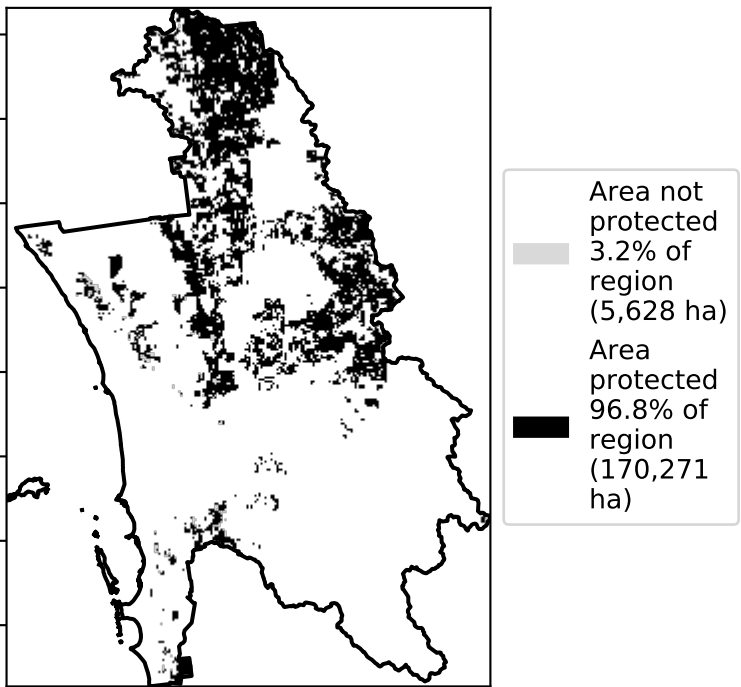 Area not
protected
3.2% of
region
(5,628 ha)
Area
protected
96.8% of
region
(170,271
ha)